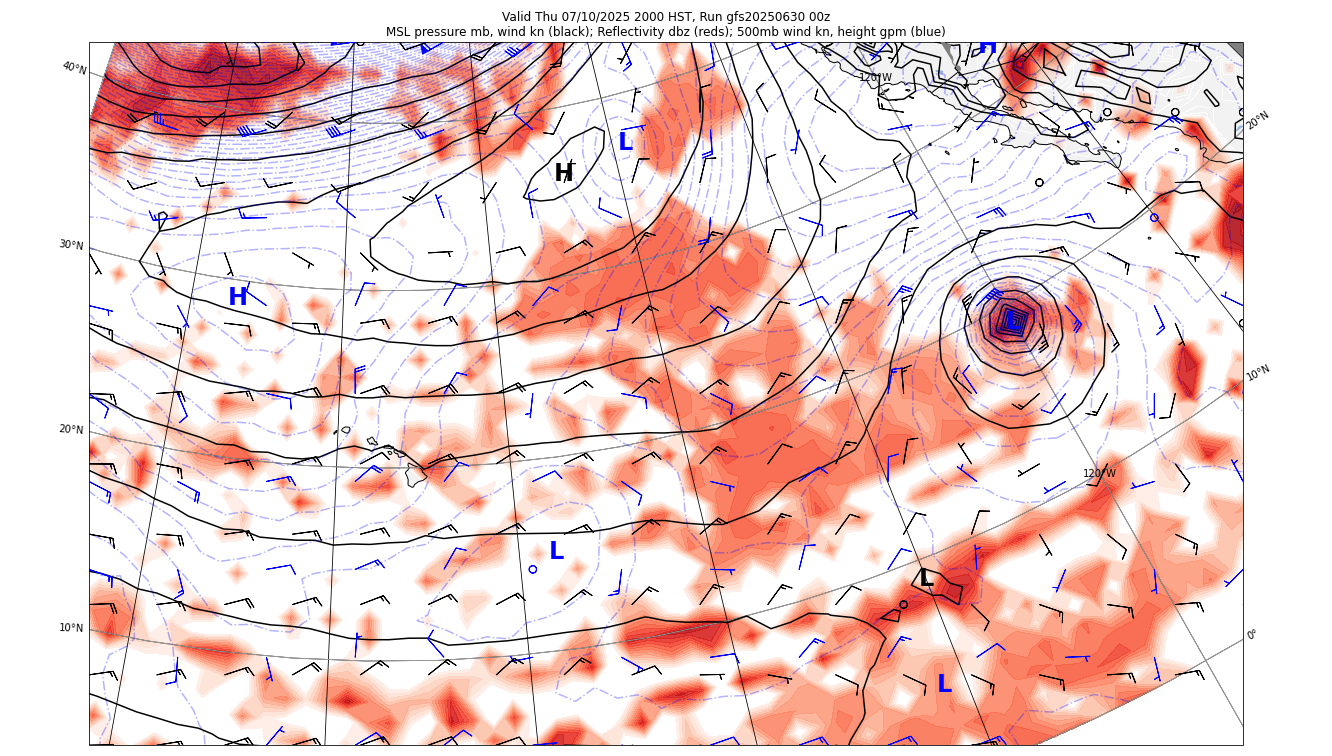 Valid Thu 07/10/2025 2000 HST, Run gfs20250630 00z
MSL pressure mb, wind kn (black); Reflectivity dbz (reds); 500mb wind kn, height gpm (blue)
H
40°N
120°W
20°N
L
H
30°N
H
L
10°N
20°N
120°W
L
L
10°N
0°
L